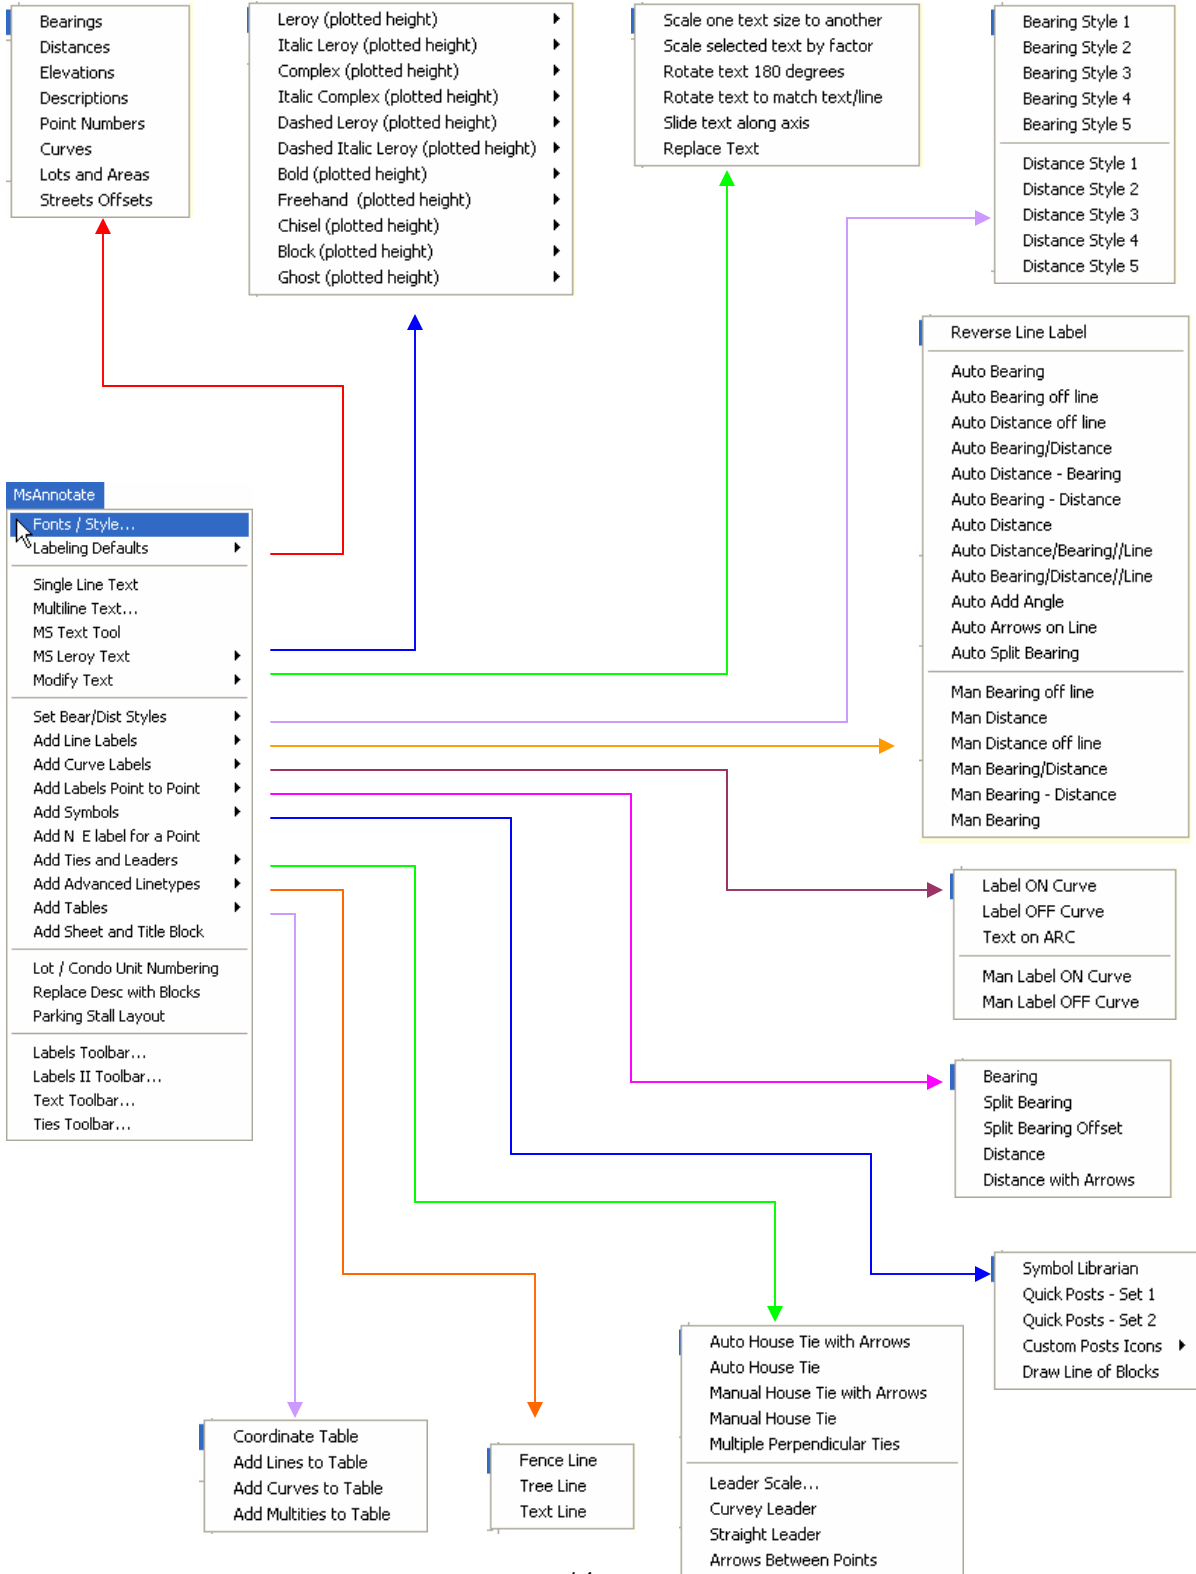 Bearings
Distances
Elevations
Descriptions
Point Numbers
Curves
Lots and Areas
Streets Offsets
Leroy (plotted height)
Italic Leroy (plotted height)
Complex (plotted height)
Italic Complex (plotted height)
Dashed Leroy (plotted height)
Dashed Italic Leroy (plotted height)
Bold (plotted height)
Freehand (plotted height)
Chisel (plotted height)
Block (plotted height)
Ghost (plotted height)
Scale one text size to another
Scale selected text by factor
Rotate text 180 degrees
Rotate text to match text/line
Slide text along axis
Replace Text
Bearing Style 1
Bearing Style 2
Bearing Style 3
Bearing Style 4
Bearing Style 5
Distance Style 1
Distance Style 2
Distance Style 3
Distance Style 4
Distance Style 5
Reverse Line Label
Auto Bearing
Auto Bearing off line
Auto Distance off line
Auto Bearing/Distance
Auto Distance - Bearing
Auto Bearing - Distance
Auto Distance
Auto Distance/Bearing//Line
Auto Bearing/Distance//Line
Auto Add Angle
Auto Arrows on Line
Auto Split Bearing
Man Bearing off line
Man Distance
Man Distance off line
Man Bearing/Distance
Man Bearing - Distance
Man Bearing
MsAnnotate
Fonts / Style...
Labeling Defaults
Single Line Text
Multiline Text...
MS Text Tool
MS Leroy Text
Modify Text
Set Bear/Dist Styles
Add Line Labels
Add Curve Labels
Add Labels Point to Point
Add Symbols
Add N E label for a Point
Add Ties and Leaders
Add Advanced Linetypes
Add Tables
Add Sheet and Title Block
Lot / Condo Unit Numbering
Replace Desc with Blocks
Parking Stall Layout
Labels Toolbar...
Labels II Toolbar...
Text Toolbar...
Ties Toolbar...
Label ON Curve
Label OFF Curve
Text on ARC
Man Label ON Curve
Man Label OFF Curve
Bearing
Split Bearing
Split Bearing Offset
Distance
Distance with Arrows
Symbol Librarian
Quick Posts - Set 1
Quick Posts - Set 2
Custom Posts Icons
Draw Line of Blocks
Auto House Tie with Arrows
Auto House Tie
Manual House Tie with Arrows
Manual House Tie
Multiple Perpendicular Ties
Leader Scale...
Curvey Leader
Straight Leader
Arrows Between Points
Fence Line
Tree Line
Text Line
Coordinate Table
Add Lines to Table
Add Curves to Table
Add Multities to Table